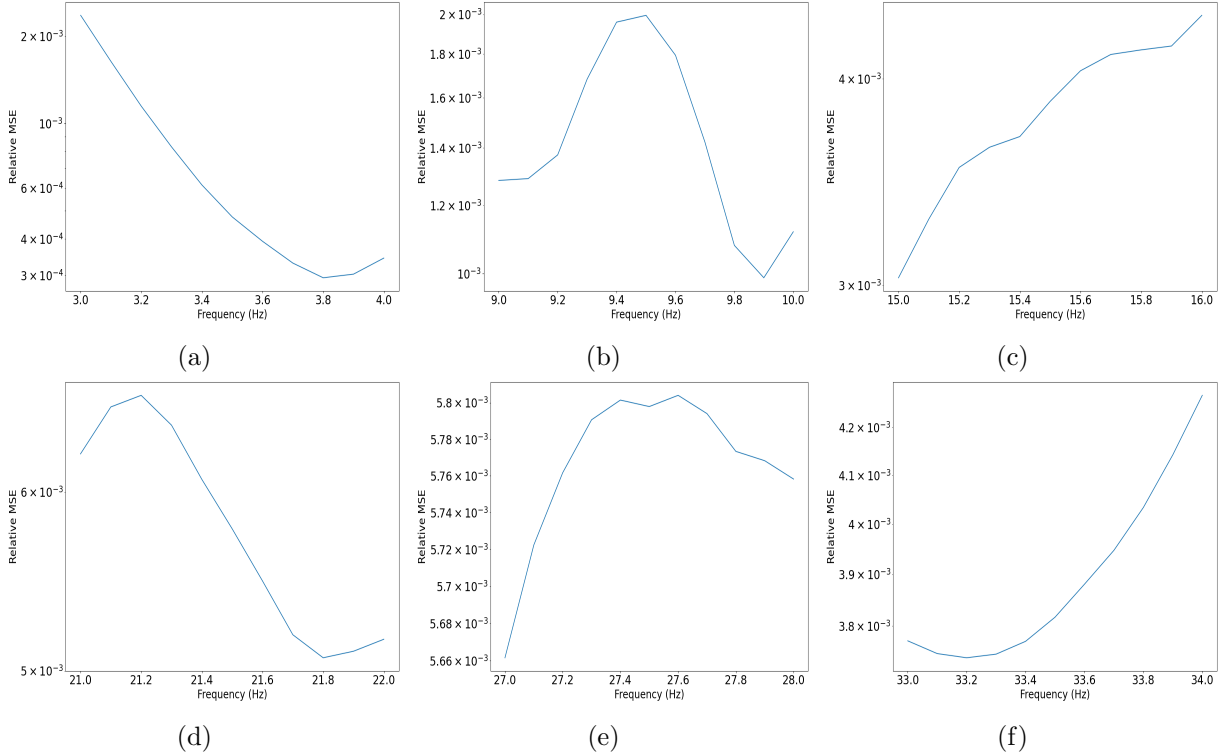 Relative MSE
2 × 10⁻³
10⁻³
6 × 10⁻⁴
4 × 10⁻⁴
3 × 10⁻⁴
3.0 3.2 3.4 3.6 3.8 4.0
Frequency (Hz)
(a)
Relative MSE
2 × 10⁻³
1.8 × 10⁻³
1.6 × 10⁻³
1.4 × 10⁻³
1.2 × 10⁻³
10⁻³
9.0 9.2 9.4 9.6 9.8 10.0
Frequency (Hz)
(b)
Relative MSE
4 × 10⁻³
3 × 10⁻³
15.0 15.2 15.4 15.6 15.8 16.0
Frequency (Hz)
(c)
Relative MSE
6 × 10⁻³
5 × 10⁻³
21.0 21.2 21.4 21.6 21.8 22.0
Frequency (Hz)
(d)
Relative MSE
5.8 × 10⁻³
5.78 × 10⁻³
5.76 × 10⁻³
5.74 × 10⁻³
5.72 × 10⁻³
5.7 × 10⁻³
5.68 × 10⁻³
5.66 × 10⁻³
27.0 27.2 27.4 27.6 27.8 28.0
Frequency (Hz)
(e)
Relative MSE
4.2 × 10⁻³
4.1 × 10⁻³
4 × 10⁻³
3.9 × 10⁻³
3.8 × 10⁻³
33.0 33.2 33.4 33.6 33.8 34.0
Frequency (Hz)
(f)